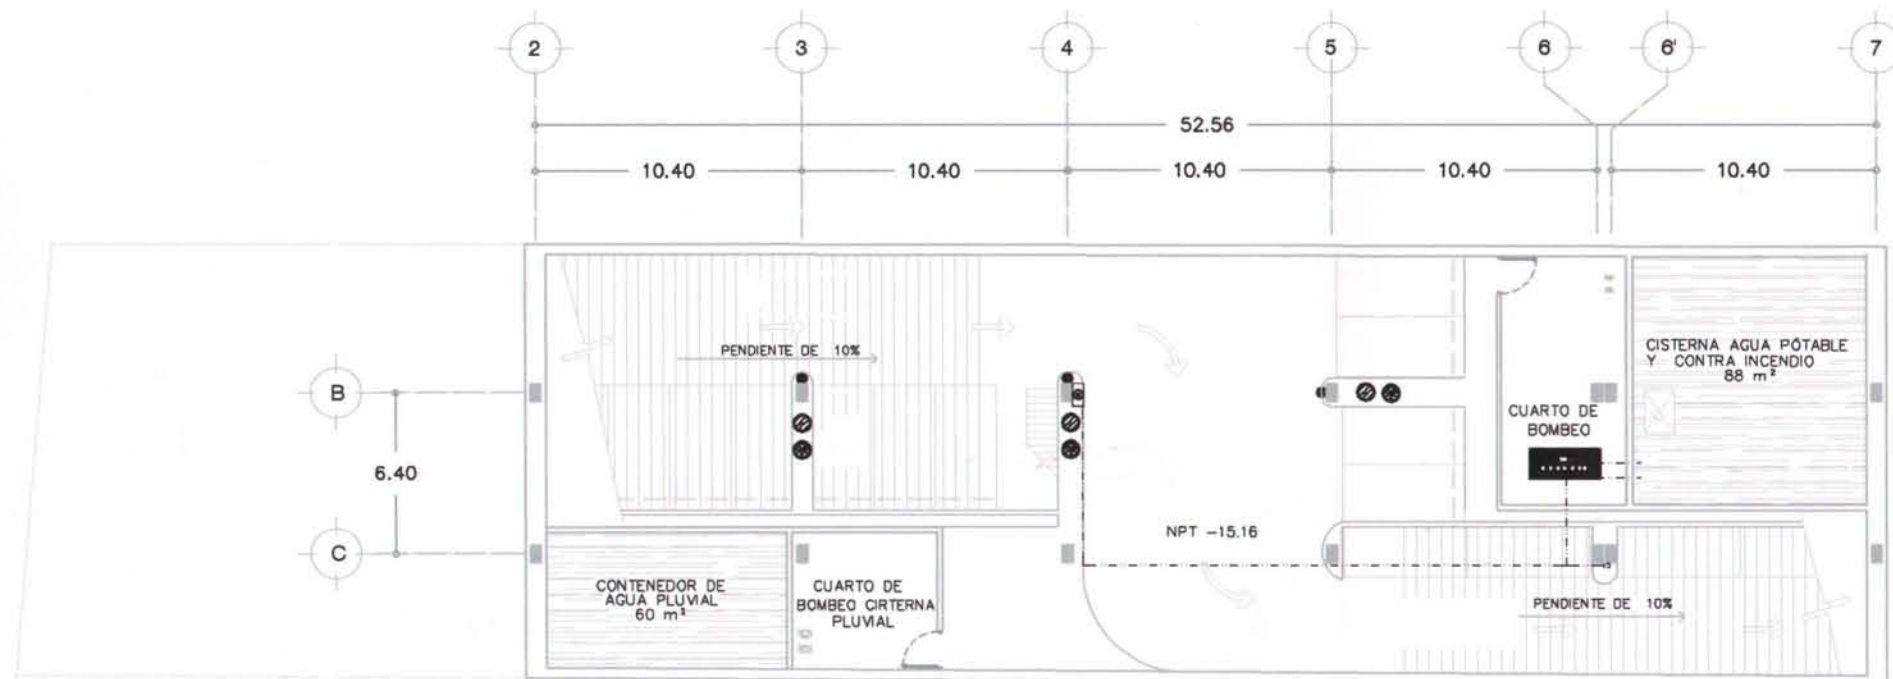 2 3 4 5 6 6' 7
52.56
10.40 10.40 10.40 10.40 10.40
PENDIENTE DE 10%
CISTERNA AGUA PÓTABLE
Y CONTRA INCENDIO
88 m²
B
CUARTO DE
BOMBEO
6.40
NPT -15.16
C
CONTENEDOR DE
AGUA PLUVIAL
60 m²
CUARTO DE
BOMBEO CIRTERNA
PLUVIAL
PENDIENTE DE 10%